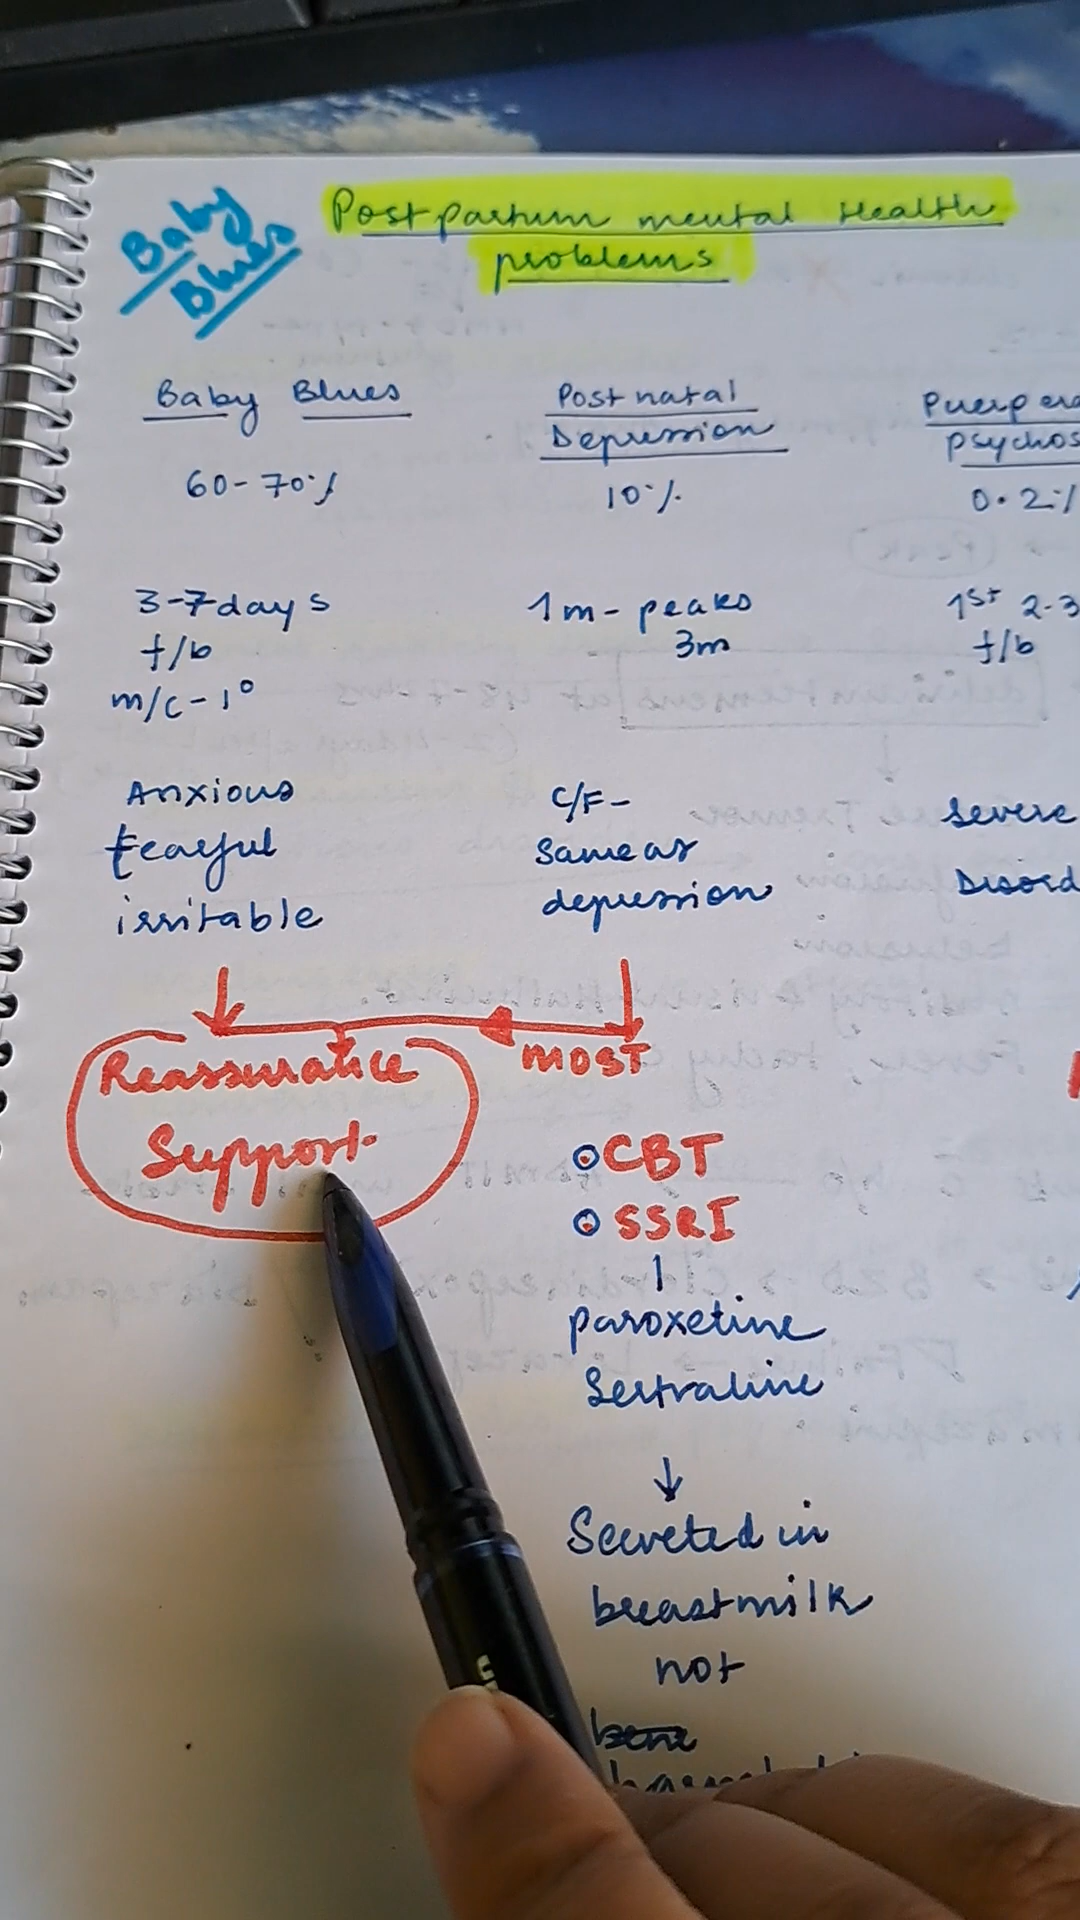 Baby
Blues
Postpartum mental Health
problems
Baby Blues
60-70%
3-7days
f/b
m/c-1°
Anxious
fearful
irritable
Reassurance
Support
Postnatal
Depression
10%
1m- peaks
3m
C/F-
Same as
depression
MOST
CBT
SSRI
paroxetine
Sertraline
Secreted in
breastmilk
not
Puerpera
psychos
0.2%
1st 2-3
f/b
Severe
Disord